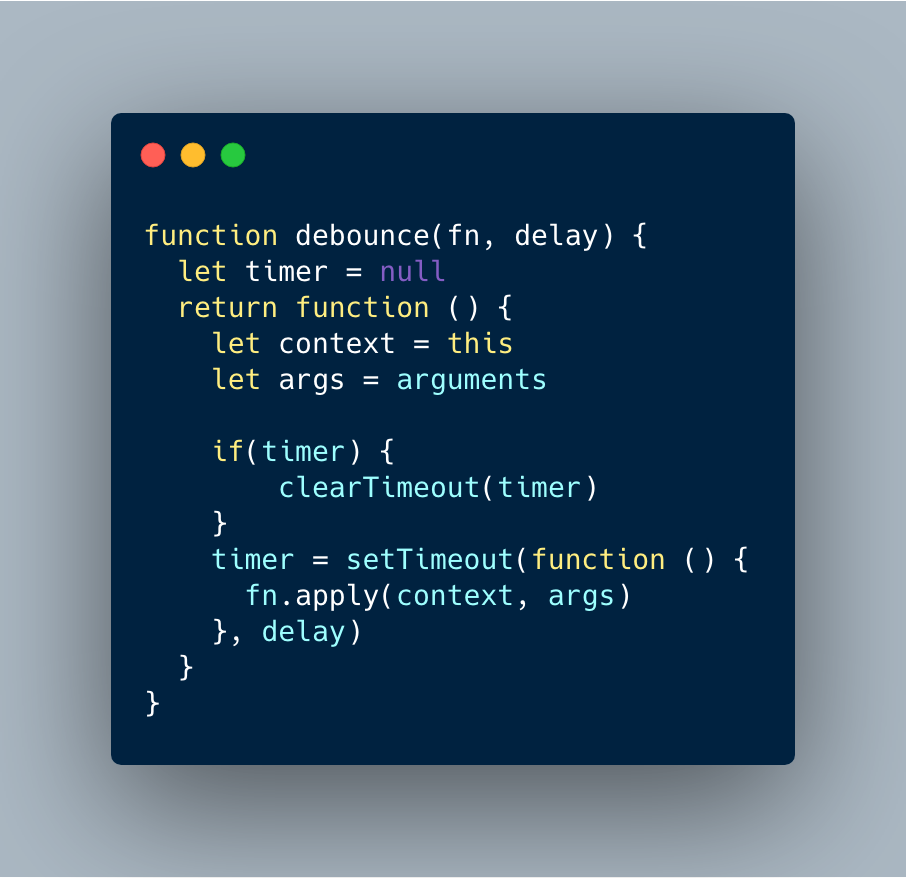 function debounce(fn, delay) {
  let timer = null
  return function () {
    let context = this
    let args = arguments

    if(timer) {
        clearTimeout(timer)
    }
    timer = setTimeout(function () {
      fn.apply(context, args)
    }, delay)
  }
}